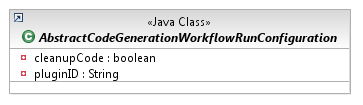 «Java Class»
C AbstractCodeGenerationWorkflowRunConfiguration
cleanupCode : boolean
pluginID : String